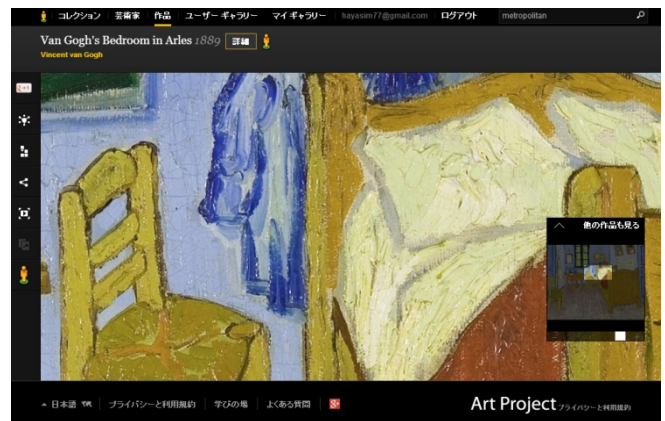 コレクション 芸術家 作品 ユーザー ギャラリー マイ ギャラリー hayasim77@gmail.com ログアウト metropolitan
Van Gogh's Bedroom in Arles 1889 詳細
Vincent van Gogh
+1
他の作品も見る
日本語 プライバシーと利用規約 学びの場 よくある質問 g+ Art Project プライバシーと利用規約